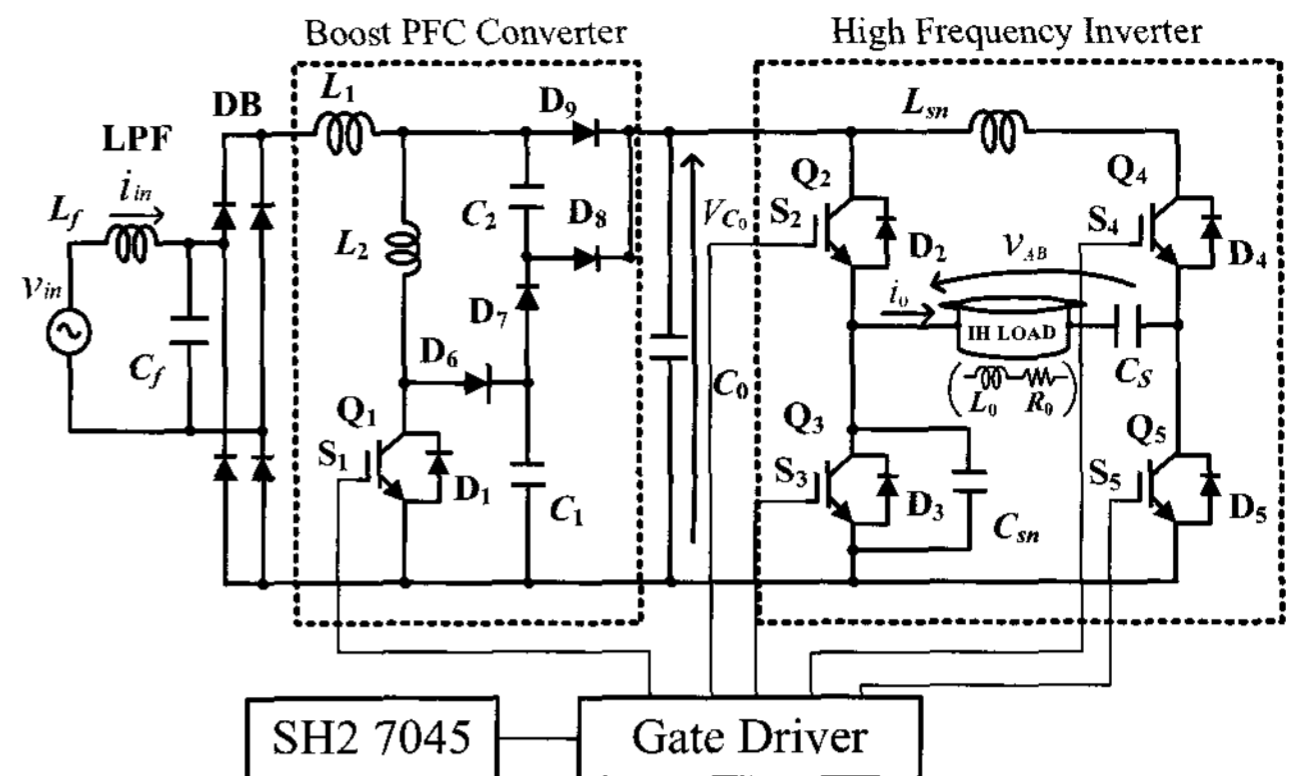 Boost PFC Converter
High Frequency Inverter
L1
DB
D9
Lsn
LPF
iin
Lf
C2
D8
VC0
Q2
S2
D2
Q4
S4
D4
vAB
L2
D7
io
IH LOAD
vin
Cf
D6
C0
L0 R0
CS
Q1
S1
D1
C1
Q3
S3
D3
Csn
Q5
S5
D5
SH2 7045
Gate Driver